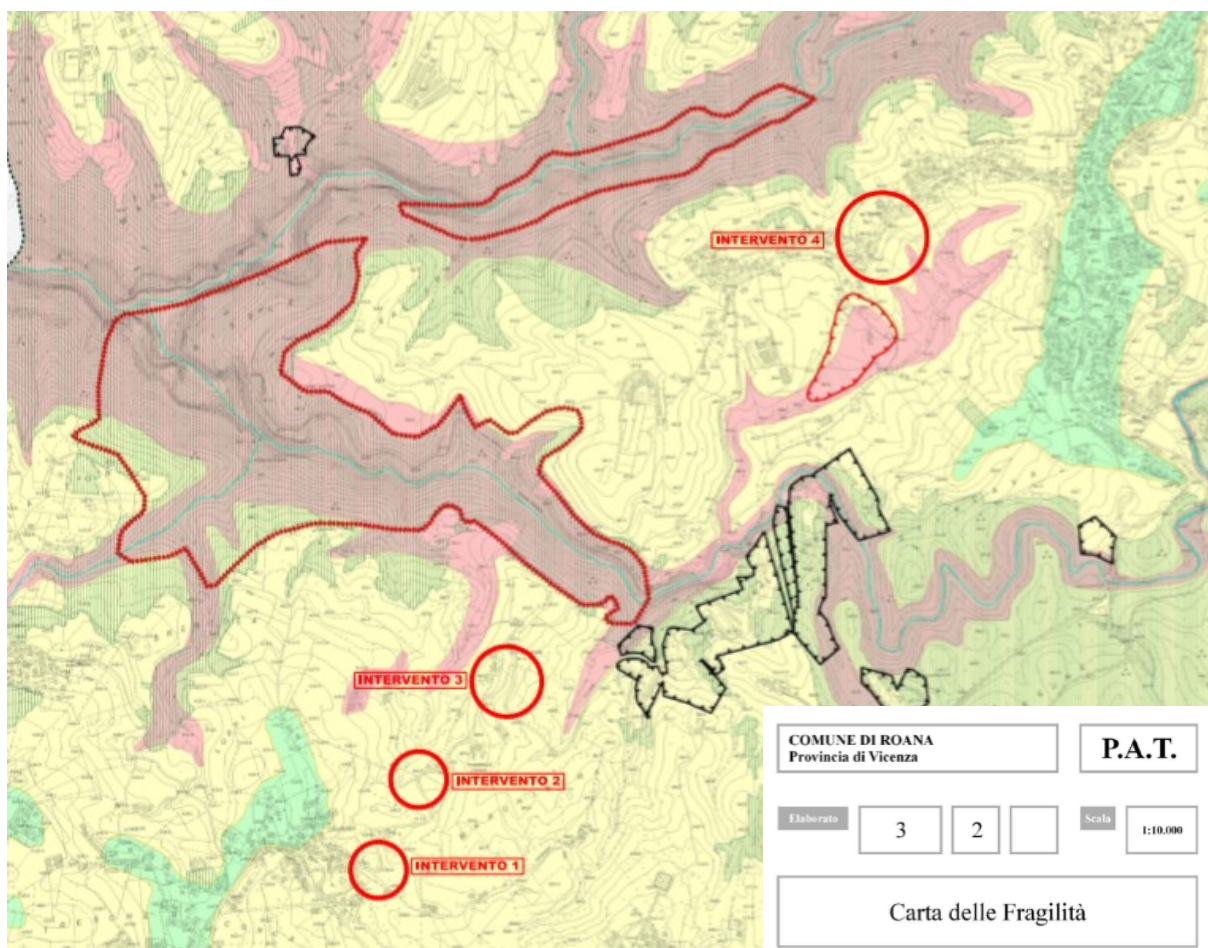 INTERVENTO 4
INTERVENTO 3
INTERVENTO 2
INTERVENTO 1
COMUNE DI ROANA
Provincia di Vicenza
P.A.T.
Elaborato
3
2
Scala
1:10.000
Carta delle Fragilità